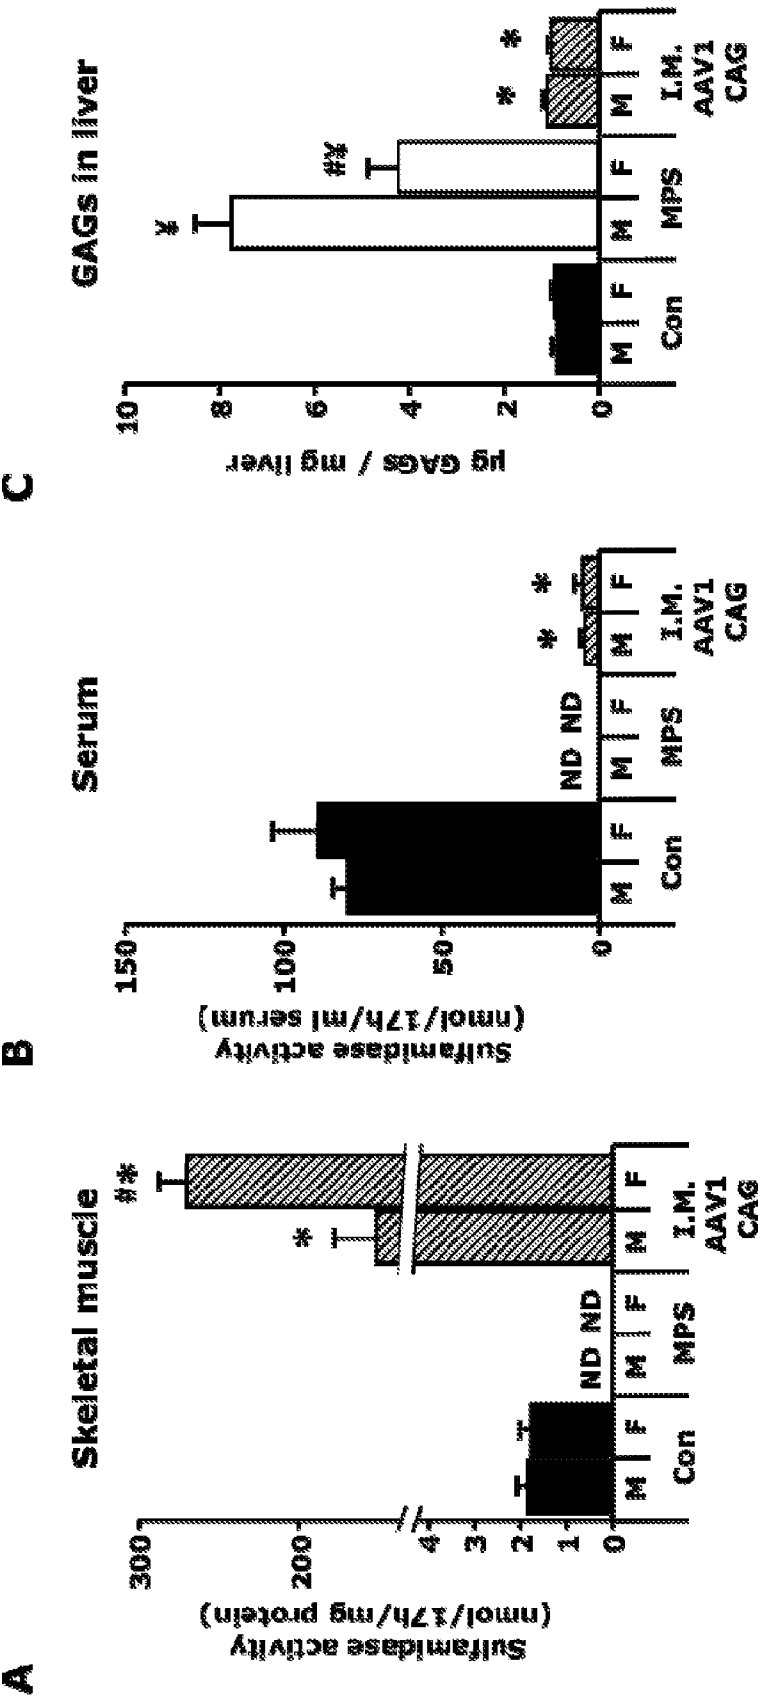 A
Skeletal muscle
Sulfamidase activity
(nmol/17h/mg protein)
300
200
4
3
2
1
0
#*
*
ND ND
M F M F M F
Con MPS I.M.
AAV1
CAG
B
Serum
Sulfamidase activity
(nmol/17h/ml serum)
150
100
50
0
* *
ND ND
M F M F M F
Con MPS I.M.
AAV1
CAG
C
GAGs in liver
µg GAGs / mg liver
10
8
6
4
2
0
¥
#¥
* *
M F M F M F
Con MPS I.M.
AAV1
CAG